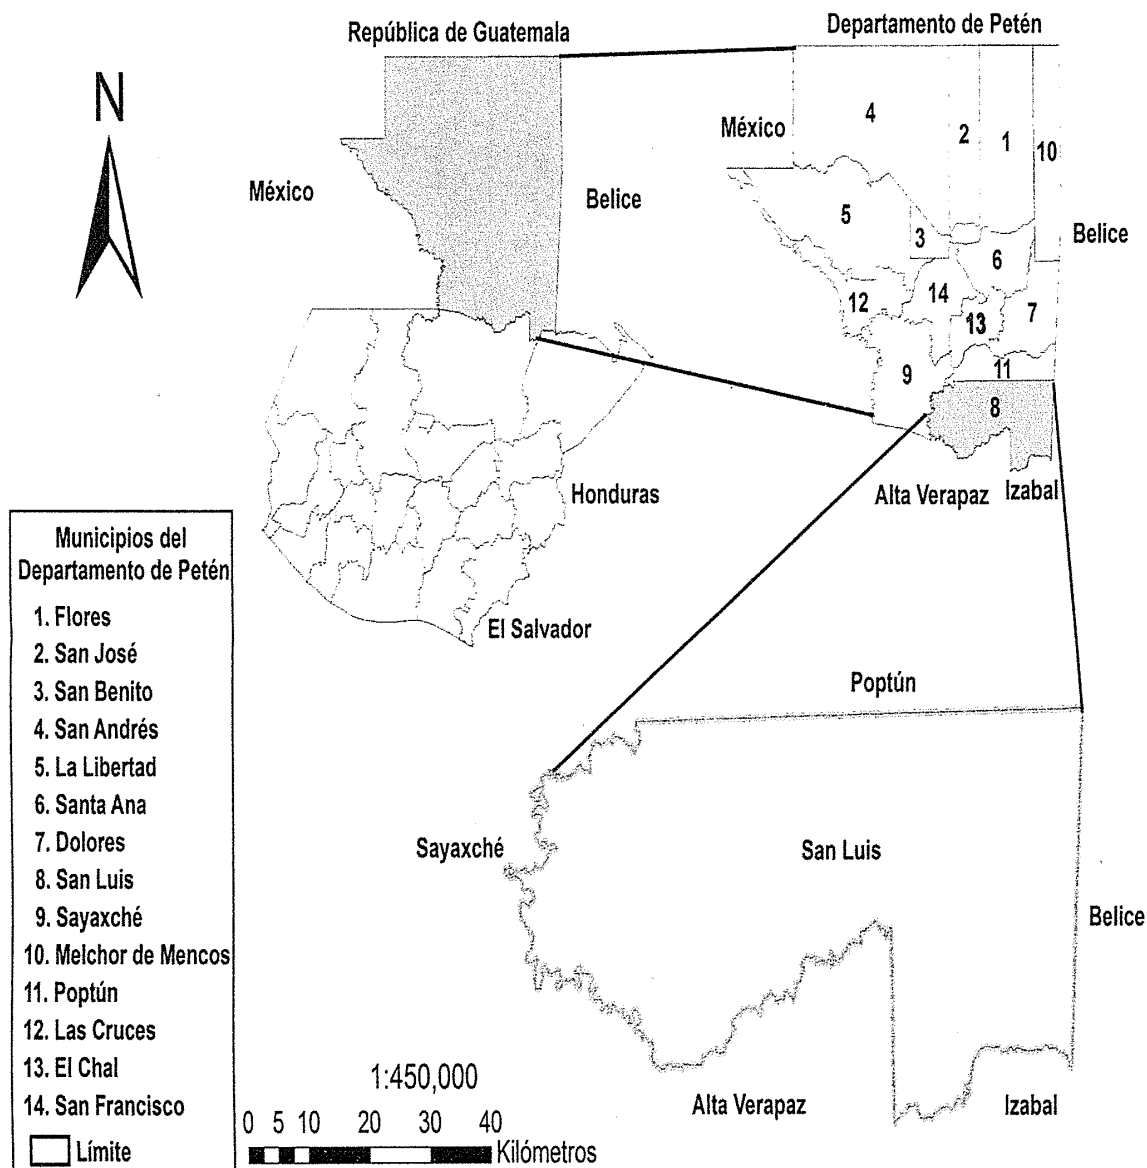 República de Guatemala
Departamento de Petén
N
México
Belice
México
Belice
4
2
1
10
5
3
6
12
14
13
7
9
11
8
Honduras
El Salvador
Alta Verapaz
Izabal
Municipios del
Departamento de Petén
1. Flores
2. San José
3. San Benito
4. San Andrés
5. La Libertad
6. Santa Ana
7. Dolores
8. San Luis
9. Sayaxché
10. Melchor de Mencos
11. Poptún
12. Las Cruces
13. El Chal
14. San Francisco
Límite
Poptún
Sayaxché
San Luis
Belice
Alta Verapaz
Izabal
1:450,000
0 5 10 20 30 40
Kilómetros